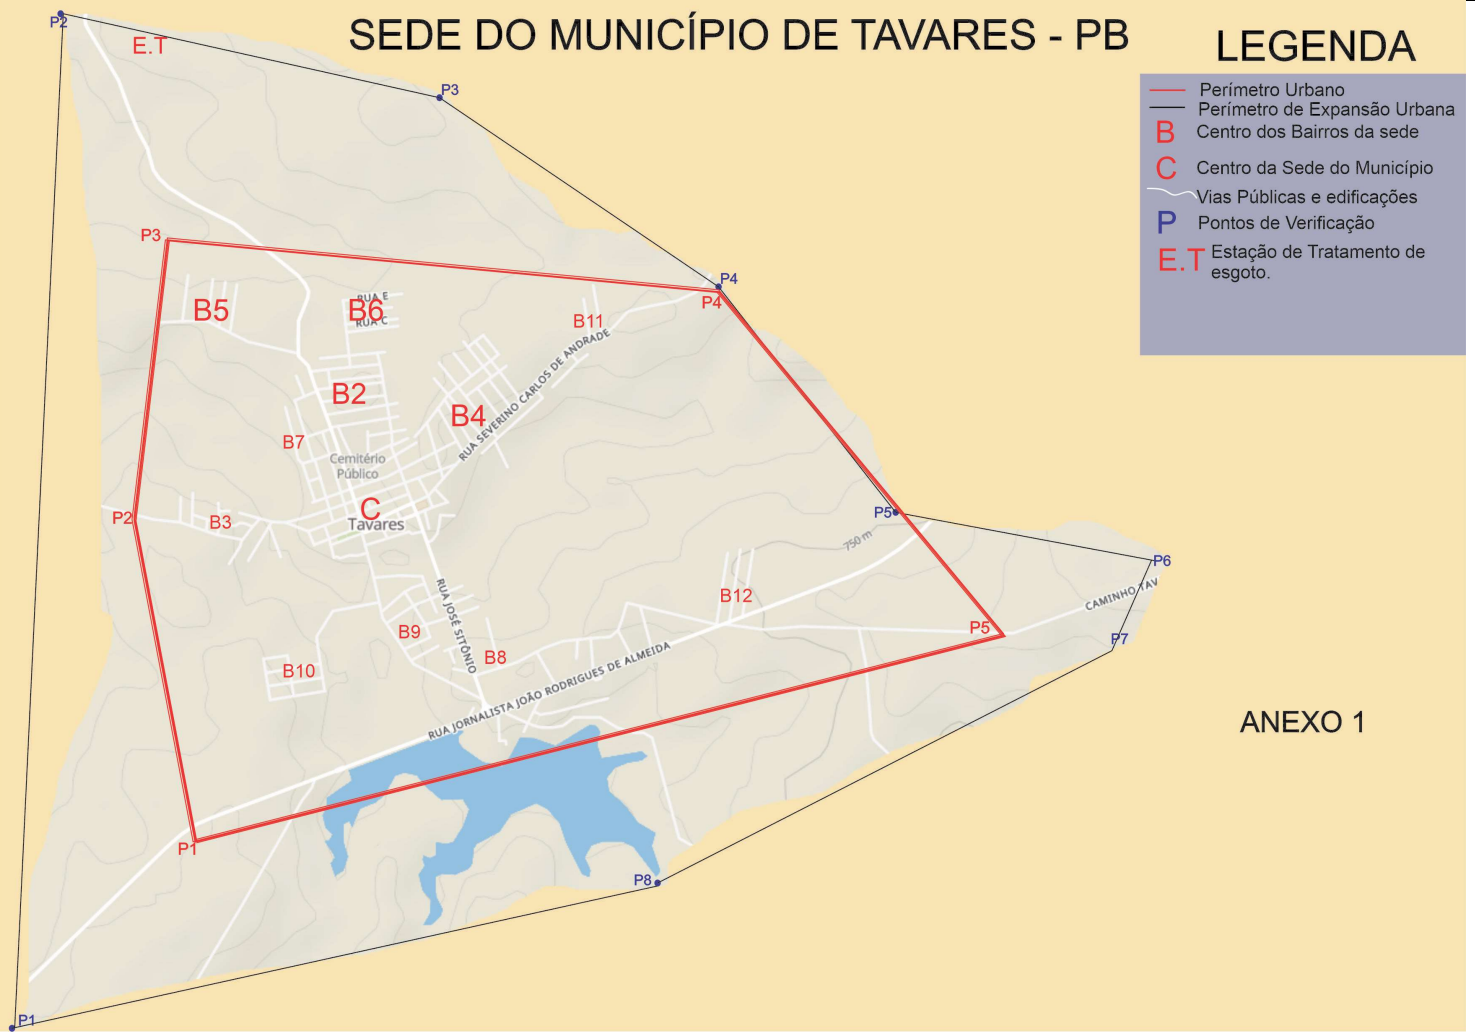 SEDE DO MUNICÍPIO DE TAVARES - PB
LEGENDA
Perímetro Urbano
Perímetro de Expansão Urbana
B Centro dos Bairros da sede
C Centro da Sede do Município
Vias Públicas e edificações
P Pontos de Verificação
E.T Estação de Tratamento de
esgoto.
P2
E.T
P3
P3
P4
P4
B5
RUA E
B6
RUA C
B11
RUA SEVERINO CARLOS DE ANDRADE
B2
B4
B7
Cemitério
Público
C
Tavares
P2
B3
P5
750 m
P6
CAMINHO TAV
B12
RUA JOSÉ SITÔNIO
B9
P5
P7
B8
B10
RUA JORNALISTA JOÃO RODRIGUES DE ALMEIDA
ANEXO 1
P1
P8
P1